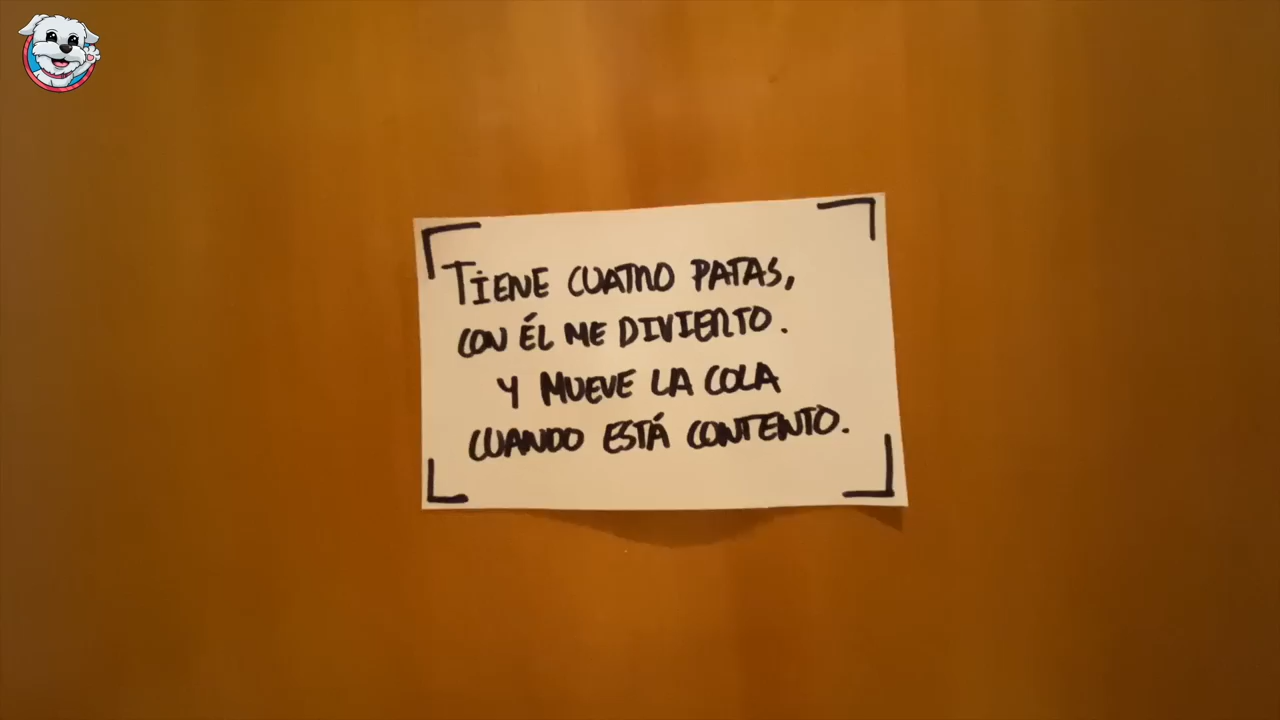 TIENE CUATRO PATAS,
CON ÉL ME DIVIERTO.
Y MUEVE LA COLA
CUANDO ESTÁ CONTENTO.